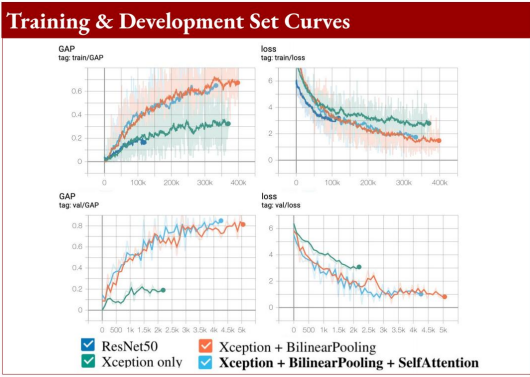 Training & Development Set Curves
GAP
tag: train/GAP
0.6
0.4
0.2
0
0 100k 200k 300k 400k
loss
tag: train/loss
6
4
2
0
0 100k 200k 300k 400k
GAP
tag: val/GAP
0.8
0.6
0.4
0.2
0
0 500 1k 1.5k 2k 2.5k 3k 3.5k 4k 4.5k 5k
loss
tag: val/loss
6
5
4
3
2
1
0
0 500 1k 1.5k 2k 2.5k 3k 3.5k 4k 4.5k 5k
ResNet50
Xception + BilinearPooling
Xception only
Xception + BilinearPooling + SelfAttention